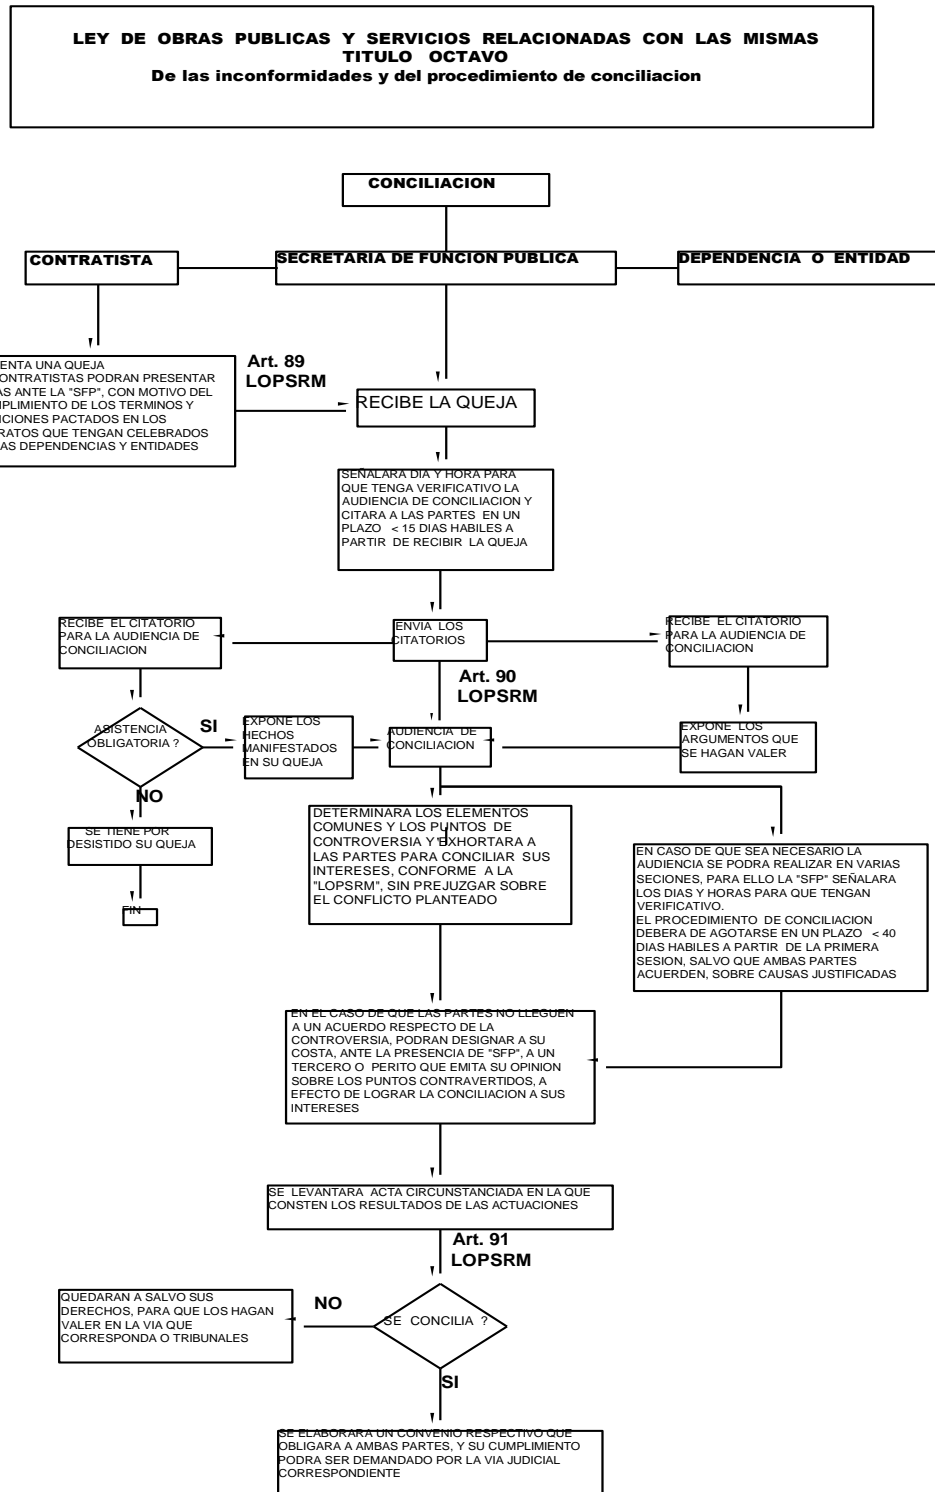 LEY DE OBRAS PUBLICAS Y SERVICIOS RELACIONADAS CON LAS MISMAS
TITULO OCTAVO
De las inconformidades y del procedimiento de conciliacion
CONCILIACION
CONTRATISTA
SECRETARIA DE FUNCION PUBLICA
DEPENDENCIA O ENTIDAD
ENTA UNA QUEJA
ONTRATISTAS PODRAN PRESENTAR
AS ANTE LA "SFP", CON MOTIVO DEL
MPLIMIENTO DE LOS TERMINOS Y
ICIONES PACTADOS EN LOS
RATOS QUE TENGAN CELEBRADOS
AS DEPENDENCIAS Y ENTIDADES
Art. 89
LOPSRM
RECIBE LA QUEJA
SEÑALARA DIA Y HORA PARA
QUE TENGA VERIFICATIVO LA
AUDIENCIA DE CONCILIACION Y
CITARA A LAS PARTES EN UN
PLAZO < 15 DIAS HABILES A
PARTIR DE RECIBIR LA QUEJA
RECIBE EL CITATORIO
PARA LA AUDIENCIA DE
CONCILIACION
ENVIA LOS
CITATORIOS
RECIBE EL CITATORIO
PARA LA AUDIENCIA DE
CONCILIACION
Art. 90
LOPSRM
ASISTENCIA
OBLIGATORIA ?
SI
EXPONE LOS
HECHOS
MANIFESTADOS
EN SU QUEJA
AUDIENCIA DE
CONCILIACION
EXPONE LOS
ARGUMENTOS QUE
SE HAGAN VALER
NO
SE TIENE POR
DESISTIDO SU QUEJA
FIN
DETERMINARA LOS ELEMENTOS
COMUNES Y LOS PUNTOS DE
CONTROVERSIA Y EXHORTARA A
LAS PARTES PARA CONCILIAR SUS
INTERESES, CONFORME A LA
"LOPSRM", SIN PREJUZGAR SOBRE
EL CONFLICTO PLANTEADO
EN CASO DE QUE SEA NECESARIO LA
AUDIENCIA SE PODRA REALIZAR EN VARIAS
SECIONES, PARA ELLO LA "SFP" SEÑALARA
LOS DIAS Y HORAS PARA QUE TENGAN
VERIFICATIVO.
EL PROCEDIMIENTO DE CONCILIACION
DEBERA DE AGOTARSE EN UN PLAZO < 40
DIAS HABILES A PARTIR DE LA PRIMERA
SESION, SALVO QUE AMBAS PARTES
ACUERDEN, SOBRE CAUSAS JUSTIFICADAS
EN EL CASO DE QUE LAS PARTES NO LLEGUEN
A UN ACUERDO RESPECTO DE LA
CONTROVERSIA, PODRAN DESIGNAR A SU
COSTA, ANTE LA PRESENCIA DE "SFP", A UN
TERCERO O PERITO QUE EMITA SU OPINION
SOBRE LOS PUNTOS CONTRAVERTIDOS, A
EFECTO DE LOGRAR LA CONCILIACION A SUS
INTERESES
SE LEVANTARA ACTA CIRCUNSTANCIADA EN LA QUE
CONSTEN LOS RESULTADOS DE LAS ACTUACIONES
Art. 91
LOPSRM
QUEDARAN A SALVO SUS
DERECHOS, PARA QUE LOS HAGAN
VALER EN LA VIA QUE
CORRESPONDA O TRIBUNALES
NO
SE CONCILIA ?
SI
SE ELABORARA UN CONVENIO RESPECTIVO QUE
OBLIGARA A AMBAS PARTES, Y SU CUMPLIMIENTO
PODRA SER DEMANDADO POR LA VIA JUDICIAL
CORRESPONDIENTE